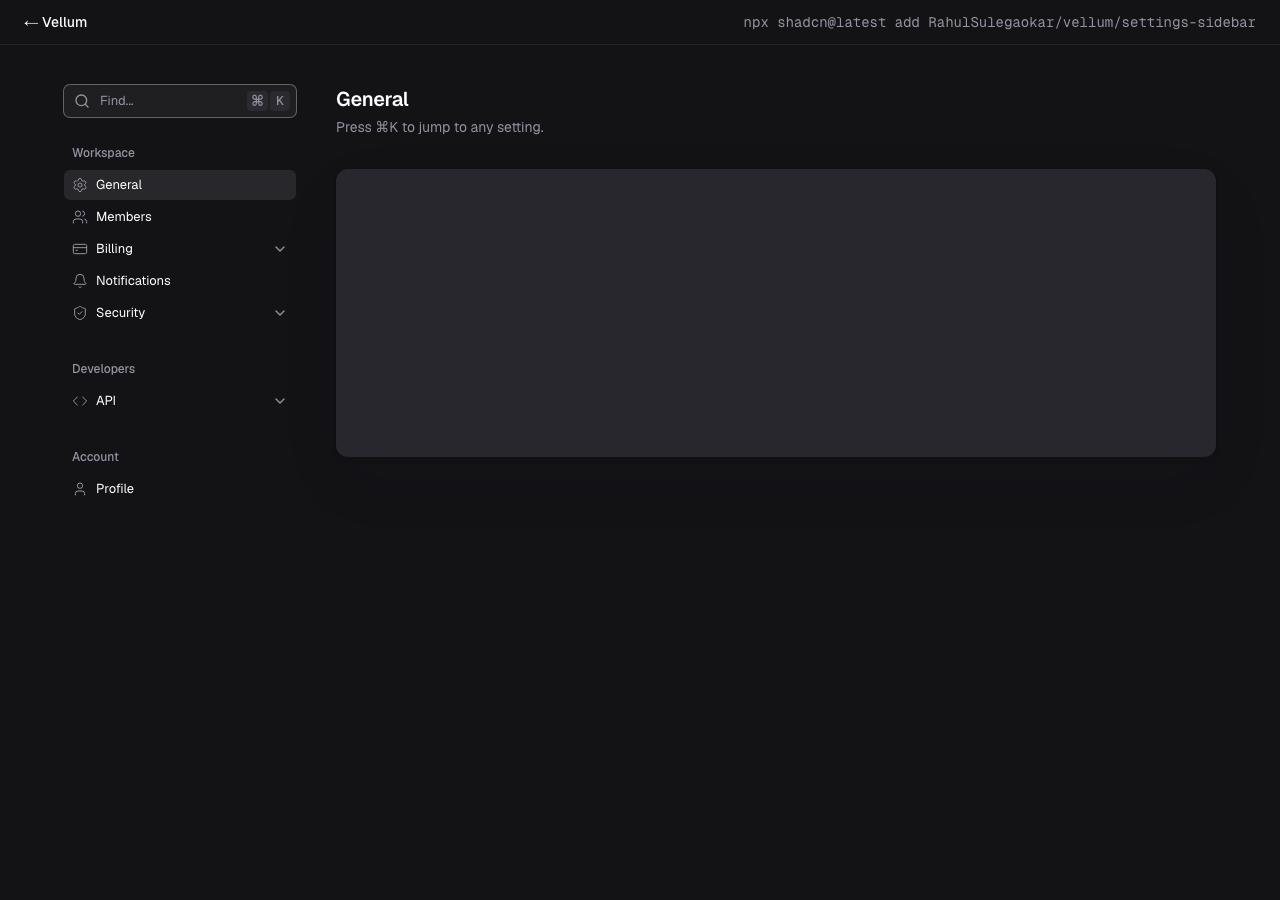 ← Vellum
npx shadcn@latest add RahulSulegaokar/vellum/settings-sidebar
Find... ⌘ K
Workspace
General
Members
Billing
Notifications
Security
Developers
API
Account
Profile
General
Press ⌘K to jump to any setting.